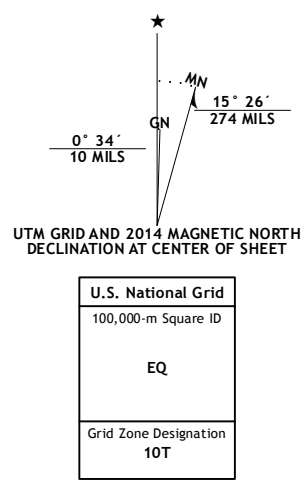 ★
MN
GN
15° 26´
274 MILS
0° 34´
10 MILS
UTM GRID AND 2014 MAGNETIC NORTH
DECLINATION AT CENTER OF SHEET
U.S. National Grid
100,000-m Square ID
EQ
Grid Zone Designation
10T